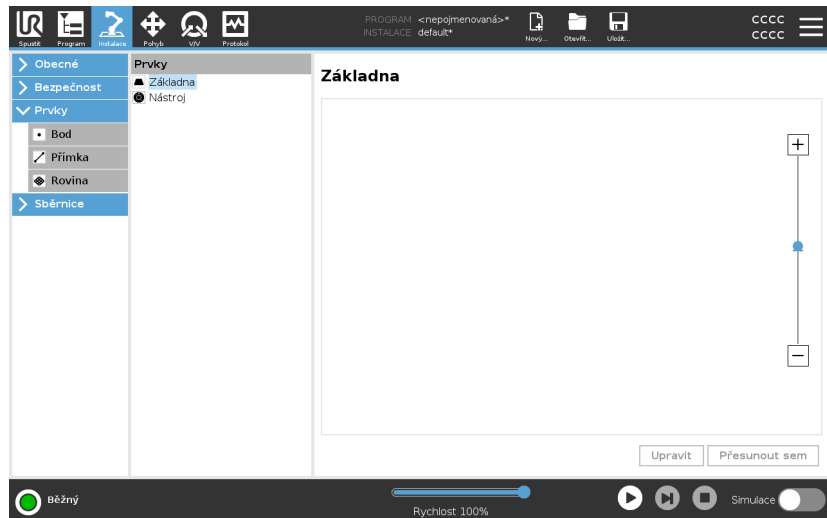 PROGRAM <nepojmenovaná>*
INSTALACE default*
cccc
cccc
Spustit Program Instalace Pohyb V/V Protokol
Nový... Otevřít... Uložit...
Obecné
Bezpečnost
Prvky
Bod
Přímka
Rovina
Sběrnice
Prvky
Základna
Nástroj
Základna
Upravit
Přesunout sem
Běžný
Rychlost 100%
Simulace